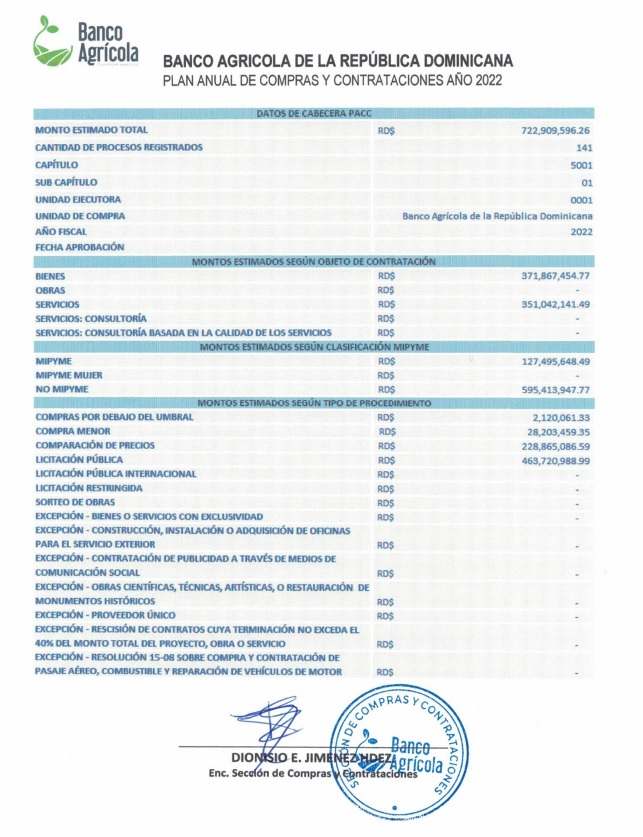 Banco
Agrícola
BANCO AGRICOLA DE LA REPÚBLICA DOMINICANA
PLAN ANUAL DE COMPRAS Y CONTRATACIONES AÑO 2022
DATOS DE CABECERA PACC
MONTO ESTIMADO TOTAL RD$ 722,909,596.26
CANTIDAD DE PROCESOS REGISTRADOS 141
CAPÍTULO 5001
SUB CAPÍTULO 01
UNIDAD EJECUTORA 0001
UNIDAD DE COMPRA Banco Agrícola de la República Dominicana
AÑO FISCAL 2022
FECHA APROBACIÓN
MONTOS ESTIMADOS SEGÚN OBJETO DE CONTRATACIÓN
BIENES RD$ 371,867,454.77
OBRAS RD$ -
SERVICIOS RD$ 351,042,141.49
SERVICIOS: CONSULTORÍA RD$ -
SERVICIOS: CONSULTORÍA BASADA EN LA CALIDAD DE LOS SERVICIOS RD$ -
MONTOS ESTIMADOS SEGÚN CLASIFICACIÓN MIPYME
MIPYME RD$ 127,495,648.49
MIPYME MUJER RD$ -
NO MIPYME RD$ 595,413,947.77
MONTOS ESTIMADOS SEGÚN TIPO DE PROCEDIMIENTO
COMPRAS POR DEBAJO DEL UMBRAL RD$ 2,120,061.33
COMPRA MENOR RD$ 28,203,459.35
COMPARACIÓN DE PRECIOS RD$ 228,865,086.59
LICITACIÓN PÚBLICA RD$ 463,720,988.99
LICITACIÓN PÚBLICA INTERNACIONAL RD$ -
LICITACIÓN RESTRINGIDA RD$ -
SORTEO DE OBRAS RD$ -
EXCEPCIÓN - BIENES O SERVICIOS CON EXCLUSIVIDAD RD$ -
EXCEPCIÓN - CONSTRUCCIÓN, INSTALACIÓN O ADQUISICIÓN DE OFICINAS
PARA EL SERVICIO EXTERIOR RD$ -
EXCEPCIÓN - CONTRATACIÓN DE PUBLICIDAD A TRAVÉS DE MEDIOS DE
COMUNICACIÓN SOCIAL RD$ -
EXCEPCIÓN - OBRAS CIENTÍFICAS, TÉCNICAS, ARTÍSTICAS, O RESTAURACIÓN DE
MONUMENTOS HISTÓRICOS RD$ -
EXCEPCIÓN - PROVEEDOR ÚNICO RD$ -
EXCEPCIÓN - RESCISIÓN DE CONTRATOS CUYA TERMINACIÓN NO EXCEDA EL
40% DEL MONTO TOTAL DEL PROYECTO, OBRA O SERVICIO RD$ -
EXCEPCIÓN - RESOLUCIÓN 15-08 SOBRE COMPRA Y CONTRATACIÓN DE
PASAJE AÉREO, COMBUSTIBLE Y REPARACIÓN DE VEHÍCULOS DE MOTOR RD$ -
SECCIÓN DE COMPRAS Y CONTRATACIONES
Banco
Agrícola
DIONISIO E. JIMENEZ HDEZ
Enc. Sección de Compras y Contrataciones